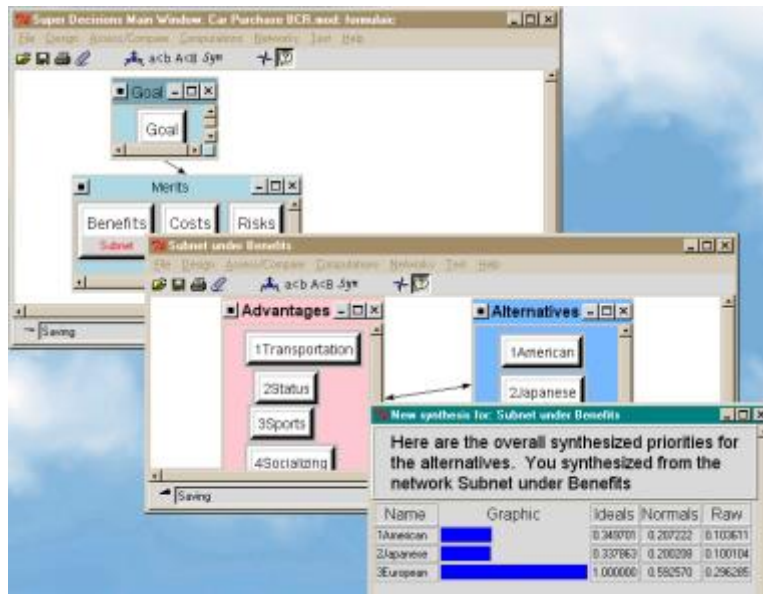 Super Decisions Main Window: Car Purchase BCR.mod: formulaic
File Design Assess/Compare Computations Networks Test Help
a<b A<B Syn
Goal
Goal
Merits
Benefits Costs Risks
Subnet
Saving
Subnet under Benefits
File Design Assess/Compare Computations Networks Test Help
a<b A<B Syn
Advantages
1Transportation
2Status
3Sports
4Socializing
Alternatives
1American
2Japanese
Saving
New synthesis for: Subnet under Benefits
Here are the overall synthesized priorities for
the alternatives. You synthesized from the
network Subnet under Benefits
Name Graphic Ideals Normals Raw
1American 0.349701 0.207222 0.103611
2Japanese 0.337863 0.200208 0.100104
3European 1.000000 0.592570 0.296285